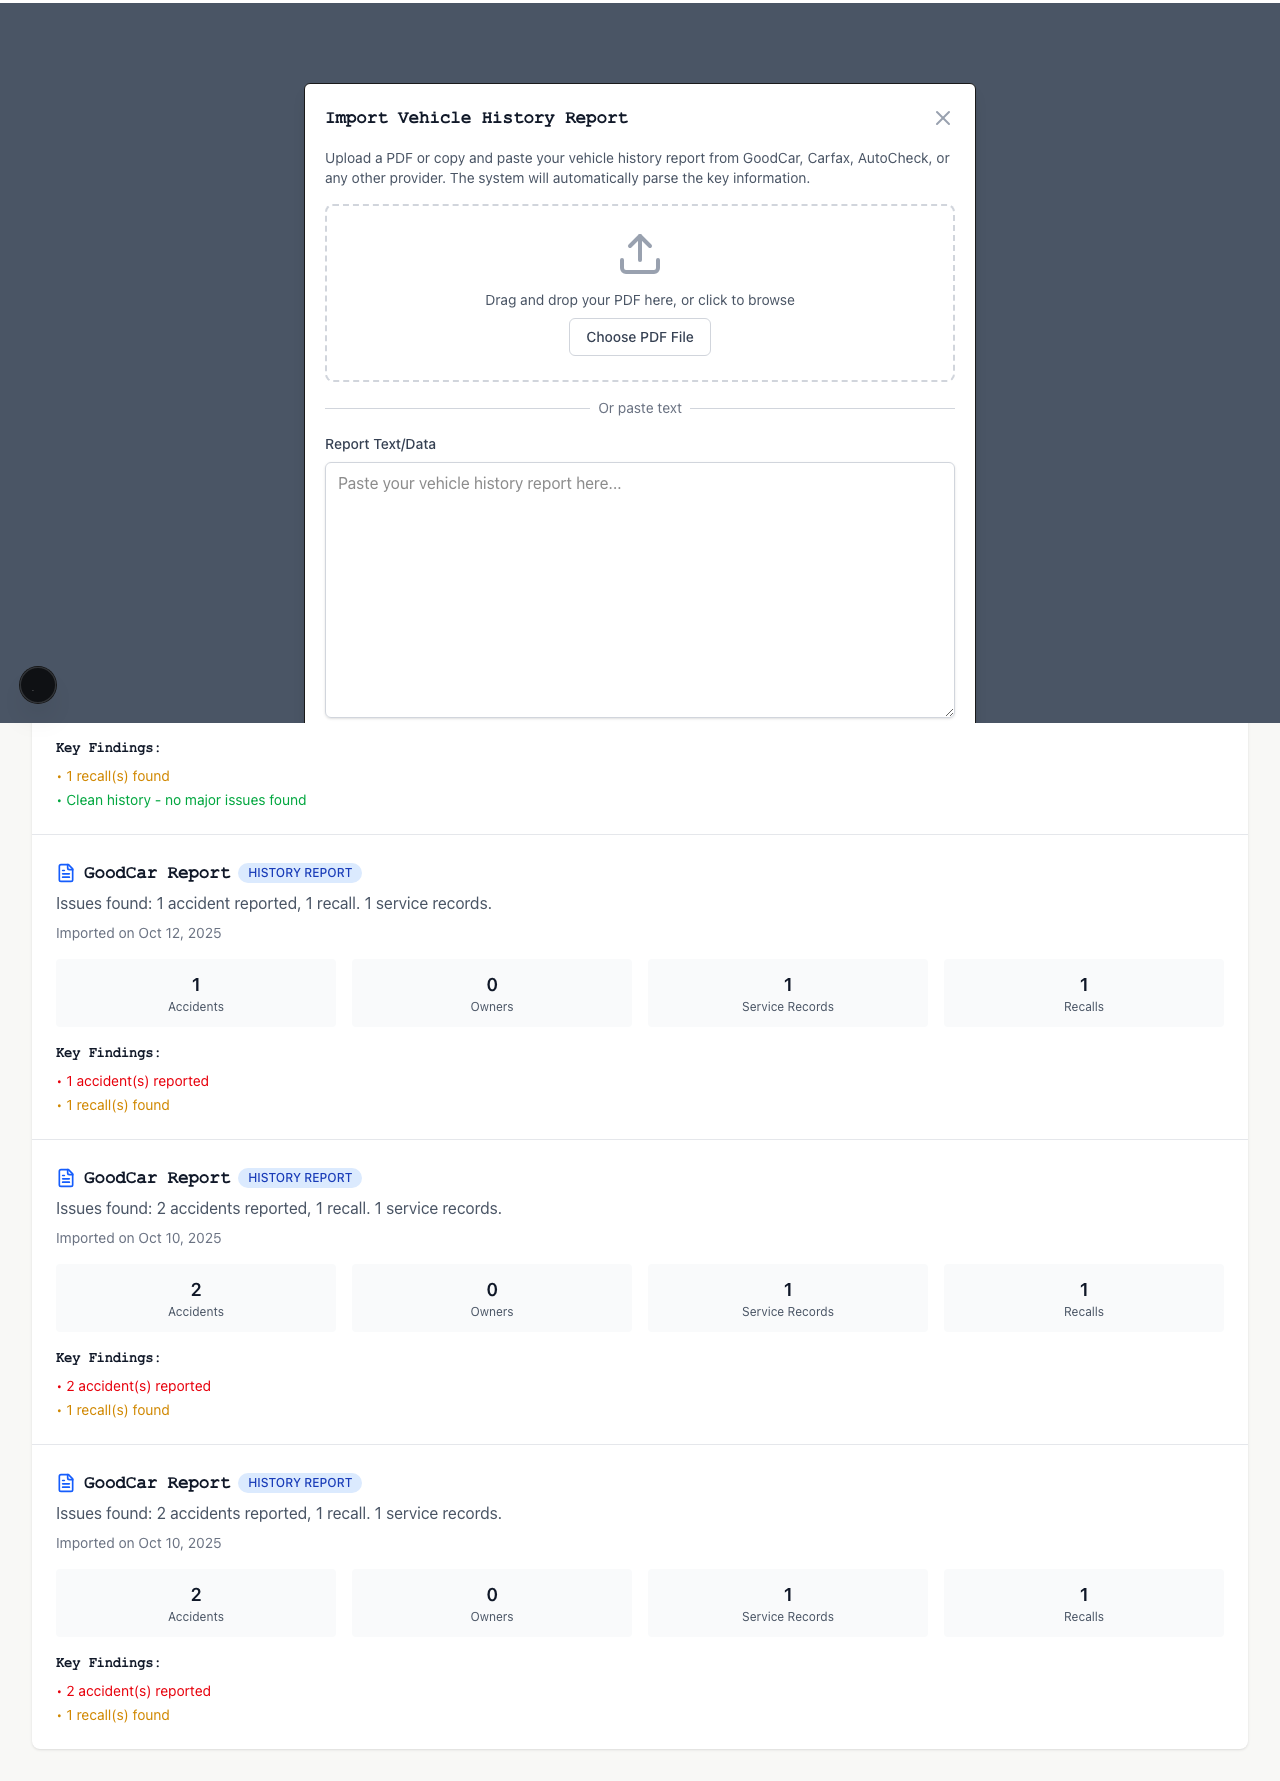 Import Vehicle History Report
Upload a PDF or copy and paste your vehicle history report from GoodCar, Carfax, AutoCheck, or
any other provider. The system will automatically parse the key information.
Drag and drop your PDF here, or click to browse
Choose PDF File
Or paste text
Report Text/Data
Paste your vehicle history report here...
Key Findings:
• 1 recall(s) found
• Clean history - no major issues found
GoodCar Report HISTORY REPORT
Issues found: 1 accident reported, 1 recall. 1 service records.
Imported on Oct 12, 2025
1 0 1 1
Accidents Owners Service Records Recalls
Key Findings:
• 1 accident(s) reported
• 1 recall(s) found
GoodCar Report HISTORY REPORT
Issues found: 2 accidents reported, 1 recall. 1 service records.
Imported on Oct 10, 2025
2 0 1 1
Accidents Owners Service Records Recalls
Key Findings:
• 2 accident(s) reported
• 1 recall(s) found
GoodCar Report HISTORY REPORT
Issues found: 2 accidents reported, 1 recall. 1 service records.
Imported on Oct 10, 2025
2 0 1 1
Accidents Owners Service Records Recalls
Key Findings:
• 2 accident(s) reported
• 1 recall(s) found